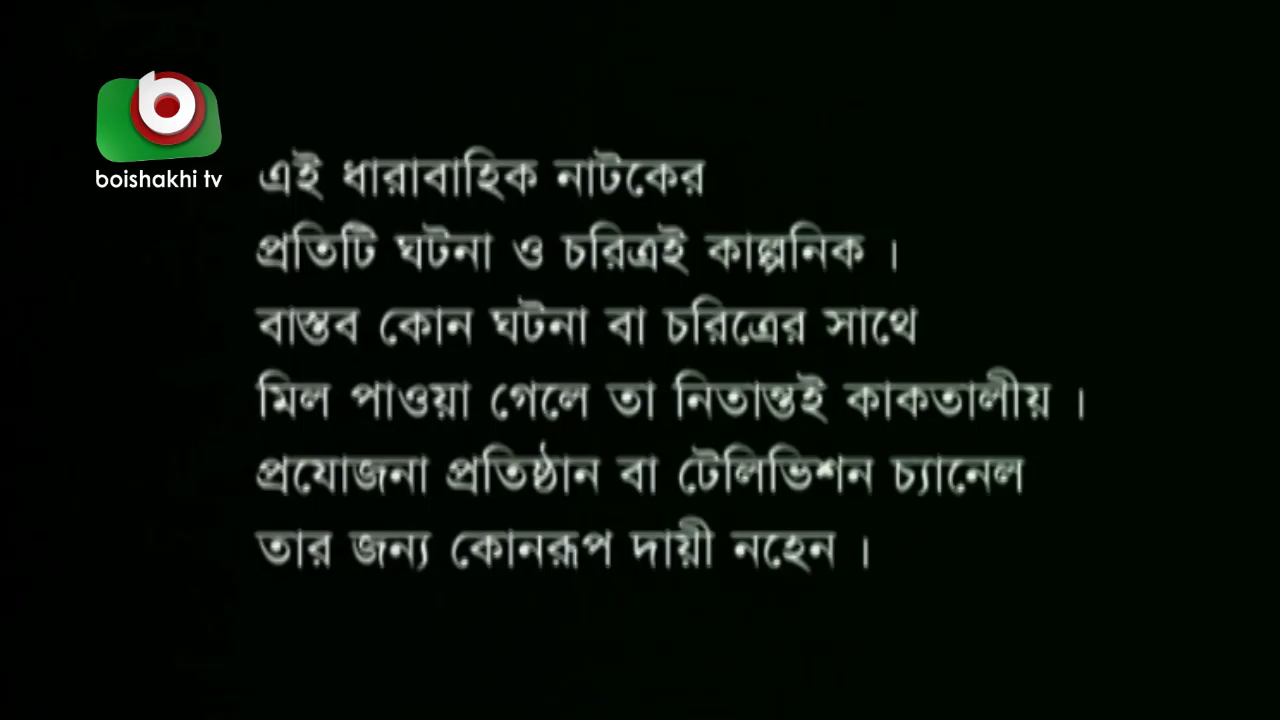 boishakhi tv
এই ধারাবাহিক নাটকের
প্রতিটি ঘটনা ও চরিত্রই কাল্পনিক ।
বাস্তব কোন ঘটনা বা চরিত্রের সাথে
মিল পাওয়া গেলে তা নিতান্তই কাকতালীয় ।
প্রযোজনা প্রতিষ্ঠান বা টেলিভিশন চ্যানেল
তার জন্য কোনরূপ দায়ী নহেন ।